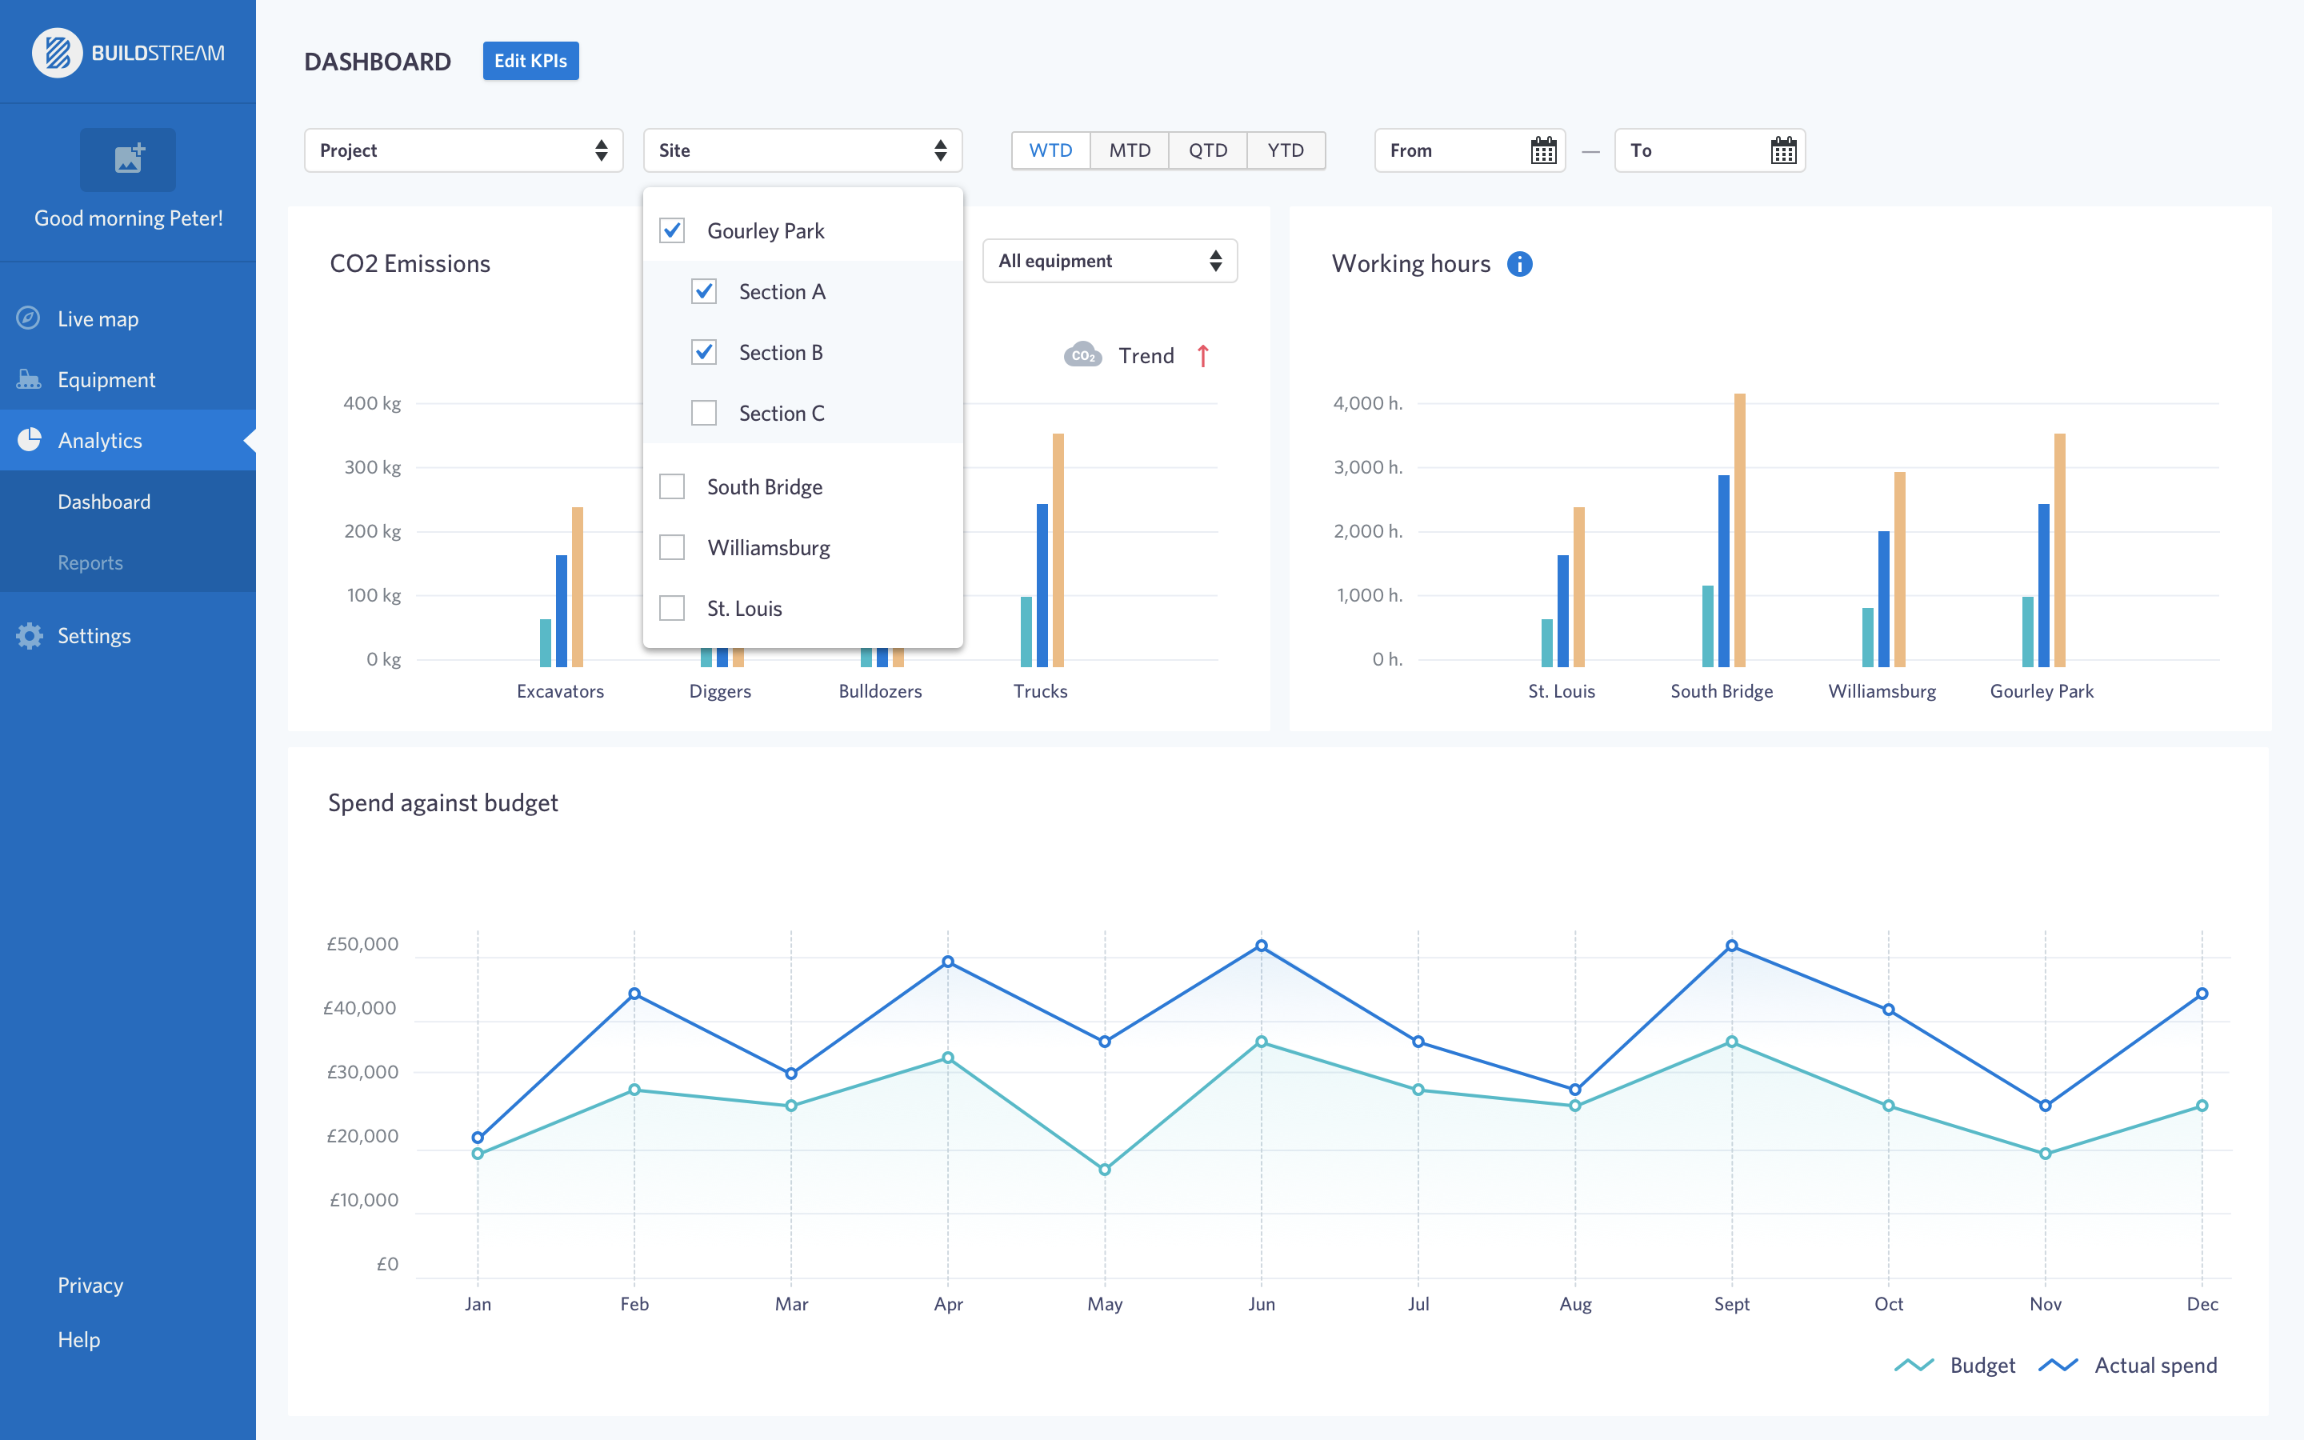 BUILDSTREAM
Good morning Peter!
Live map
Equipment
Analytics
Dashboard
Reports
Settings
Privacy
Help
DASHBOARD
Edit KPIs
Project
Site
WTD
MTD
QTD
YTD
From
—
To
Gourley Park
Section A
Section B
Section C
South Bridge
Williamsburg
St. Louis
CO2 Emissions
All equipment
CO2
Trend
400 kg
300 kg
200 kg
100 kg
0 kg
Excavators
Diggers
Bulldozers
Trucks
Working hours
i
4,000 h.
3,000 h.
2,000 h.
1,000 h.
0 h.
St. Louis
South Bridge
Williamsburg
Gourley Park
Spend against budget
£50,000
£40,000
£30,000
£20,000
£10,000
£0
Jan
Feb
Mar
Apr
May
Jun
Jul
Aug
Sept
Oct
Nov
Dec
Budget
Actual spend